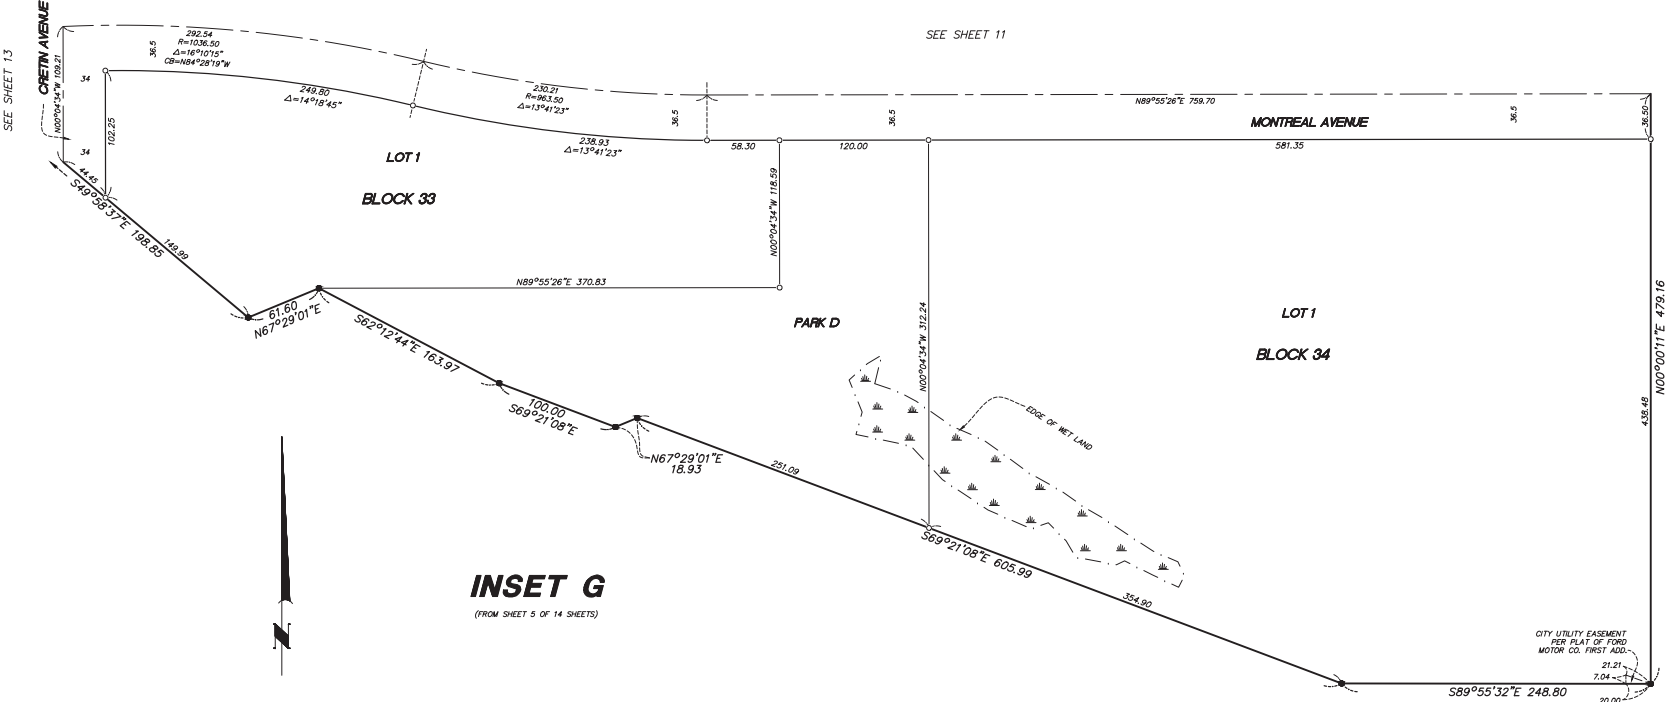 SEE SHEET 13
CRETIN AVENUE
N00°04'34"W 109.21
34
34
36.5
292.54
R=1036.50
Δ=16°10'15"
CB=N84°28'19"W
249.80
Δ=14°18'45"
230.21
R=963.50
Δ=13°41'23"
238.93
Δ=13°41'23"
SEE SHEET 11
N89°55'26"E 759.70
36.5
36.5
36.5
36.50
MONTREAL AVENUE
58.30
120.00
581.35
102.25
44.45
S49°58'37"E 198.85
149.99
LOT 1
BLOCK 33
N00°04'34"W 118.59
N89°55'26"E 370.83
61.60
N67°29'01"E
S62°12'44"E 163.97
100.00
S69°21'08"E
N67°29'01"E
18.93
PARK D
N00°04'34"W 312.24
LOT 1
BLOCK 34
EDGE OF WET LAND
N00°00'11"E 479.16
438.48
251.09
S69°21'08"E 605.99
354.90
INSET G
(FROM SHEET 5 OF 14 SHEETS)
N
CITY UTILITY EASEMENT
PER PLAT OF FORD
MOTOR CO. FIRST ADD.
21.21
7.04
20.00
S89°55'32"E 248.80